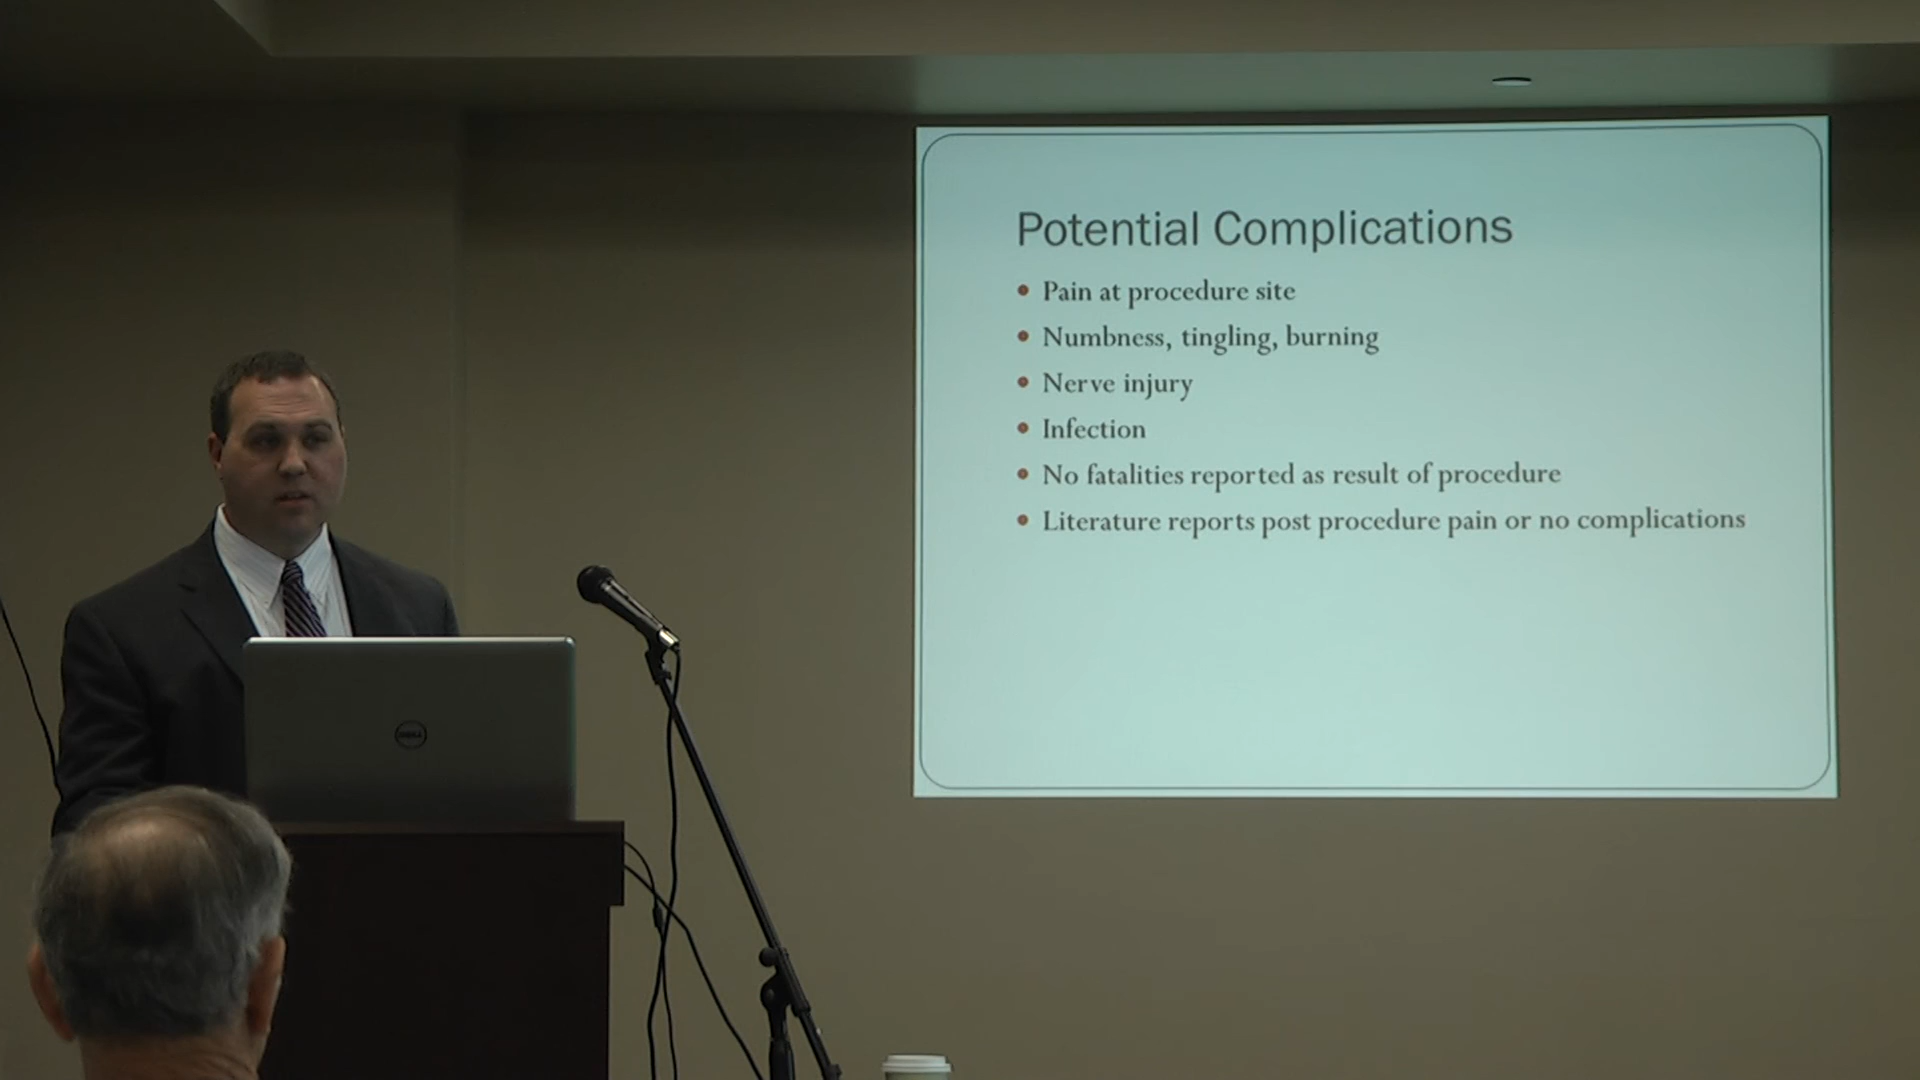 Potential Complications
Pain at procedure site
Numbness, tingling, burning
Nerve injury
Infection
No fatalities reported as result of procedure
Literature reports post procedure pain or no complications
DELL